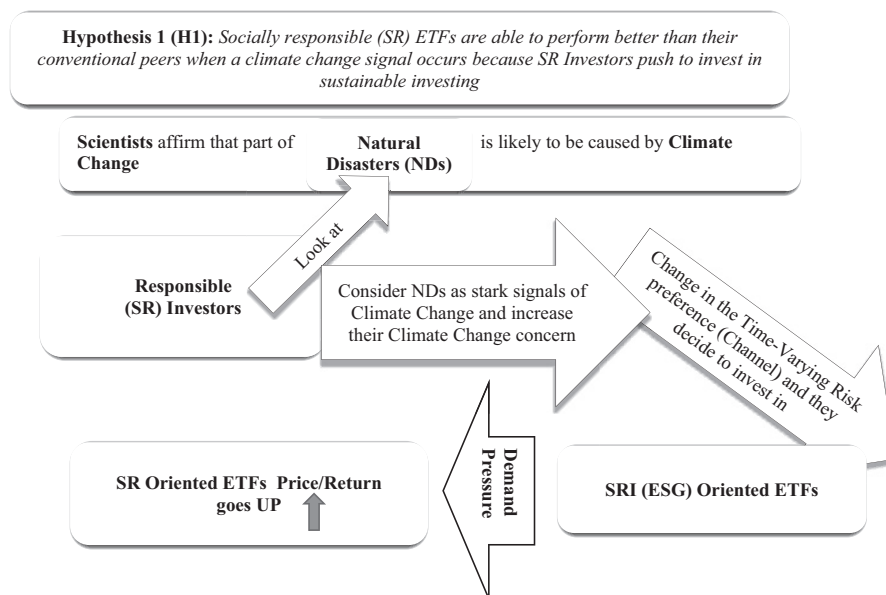 Hypothesis 1 (H1): Socially responsible (SR) ETFs are able to perform better than their
conventional peers when a climate change signal occurs because SR Investors push to invest in
sustainable investing
Scientists affirm that part of Natural is likely to be caused by Climate
Change Disasters (NDs)
Look at
Responsible
(SR) Investors
Consider NDs as stark signals of
Climate Change and increase
their Climate Change concern
Change in the Time-Varying Risk
preference (Channel) and they
decide to invest in
SRI (ESG) Oriented ETFs
Demand
Pressure
SR Oriented ETFs Price/Return
goes UP